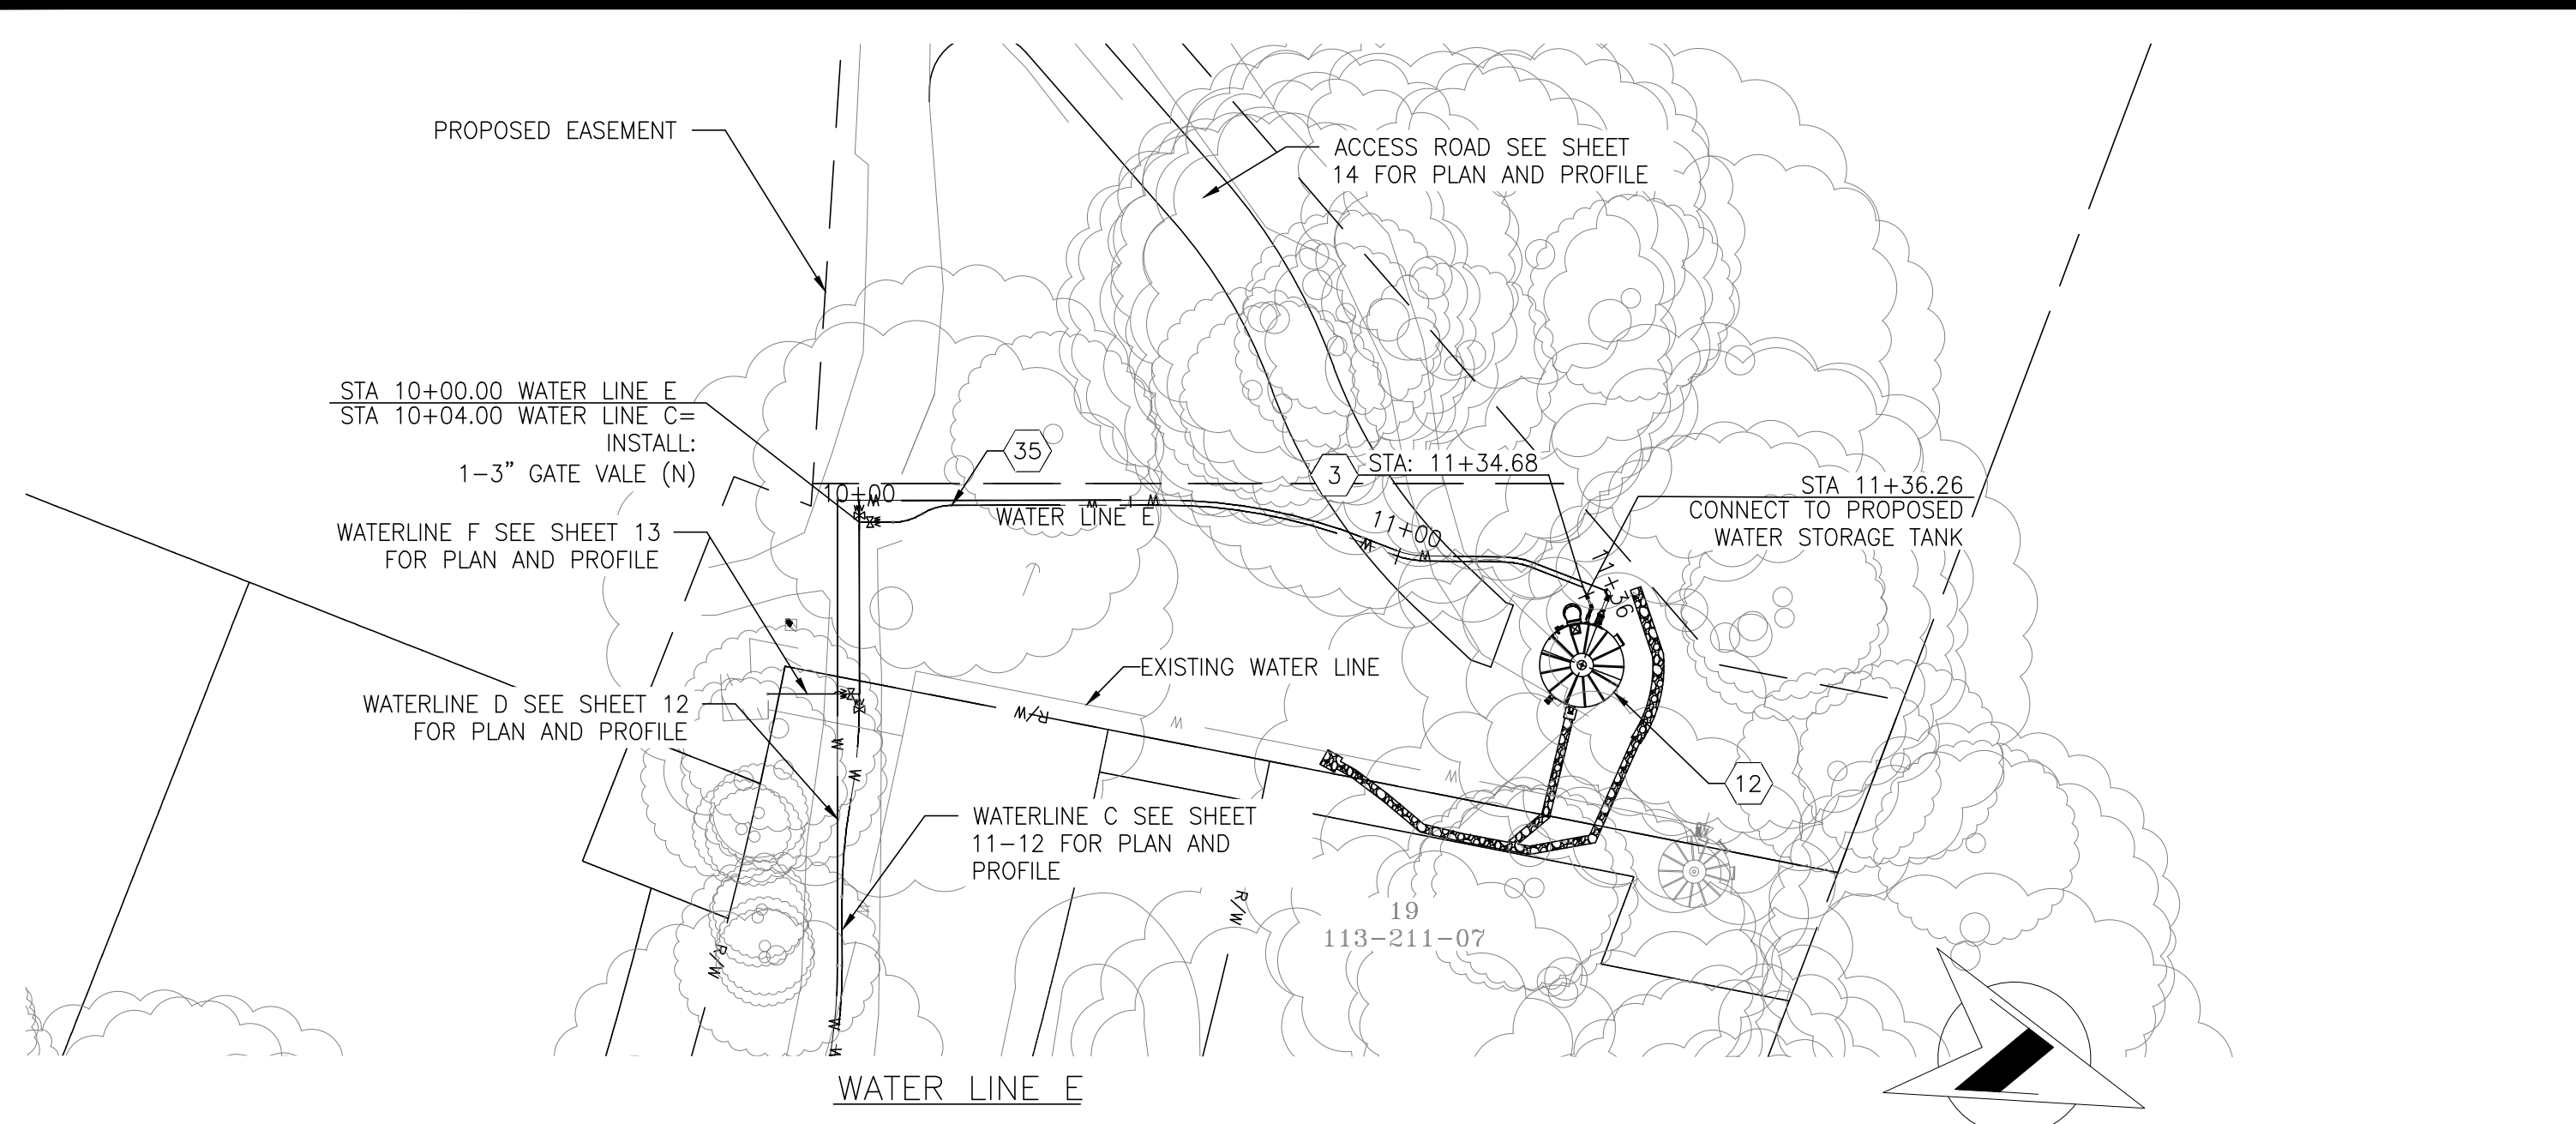 PROPOSED EASEMENT
ACCESS ROAD SEE SHEET
14 FOR PLAN AND PROFILE
STA 10+00.00 WATER LINE E
STA 10+04.00 WATER LINE C=
INSTALL:
1-3" GATE VALE (N)
35
3
STA: 11+34.68
STA 11+36.26
CONNECT TO PROPOSED
WATER STORAGE TANK
10+00
W
W
W
WATER LINE E
11+00
W
W
11+36
WATERLINE F SEE SHEET 13
FOR PLAN AND PROFILE
EXISTING WATER LINE
WATERLINE D SEE SHEET 12
FOR PLAN AND PROFILE
R/W
W
W
W
W
12
WATERLINE C SEE SHEET
11-12 FOR PLAN AND
PROFILE
W
R/W
R/W
19
113-211-07
W
W
WATER LINE E